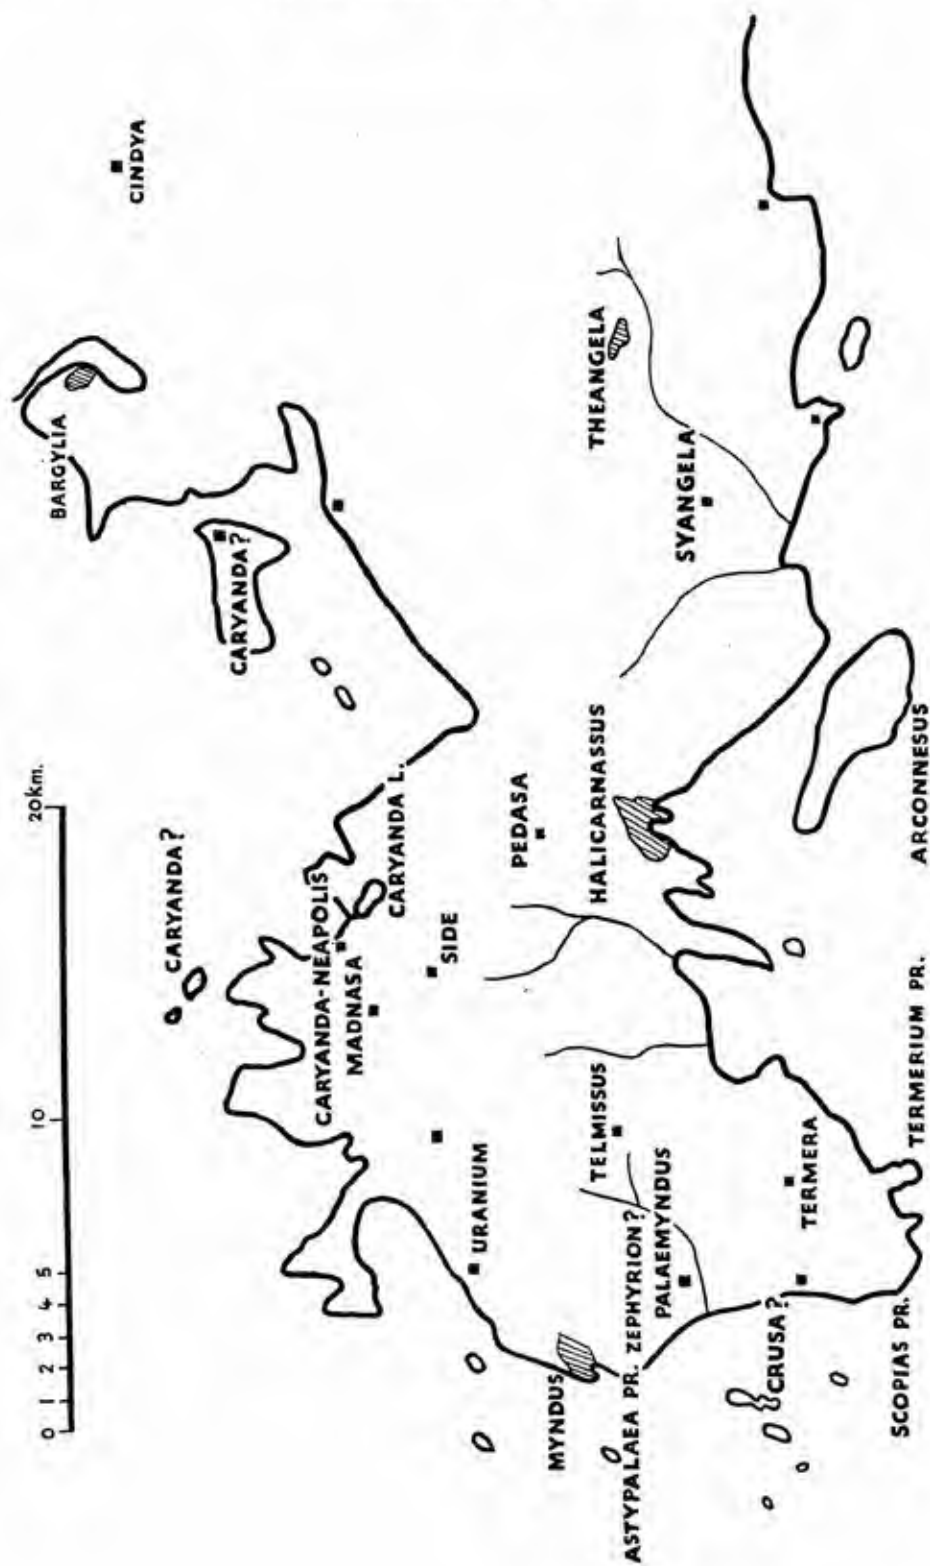 0 1 2 3 4 5 10 20km.
CINDYA
BARGYLIA
CARYANDA?
CARYANDA?
CARYANDA-NEAPOLIS
MADNASA
CARYANDA L.
SIDE
URANIUM
PEDASA
THEANGELA
SYANGELA
HALICARNASSUS
TELMISSUS
MYNDUS
ASTYPALAEA PR. ZEPHYRION?
PALAEMYNDUS
TERMERA
CRUSA?
SCOPIAS PR.
TERMERIUM PR.
ARCONNESUS